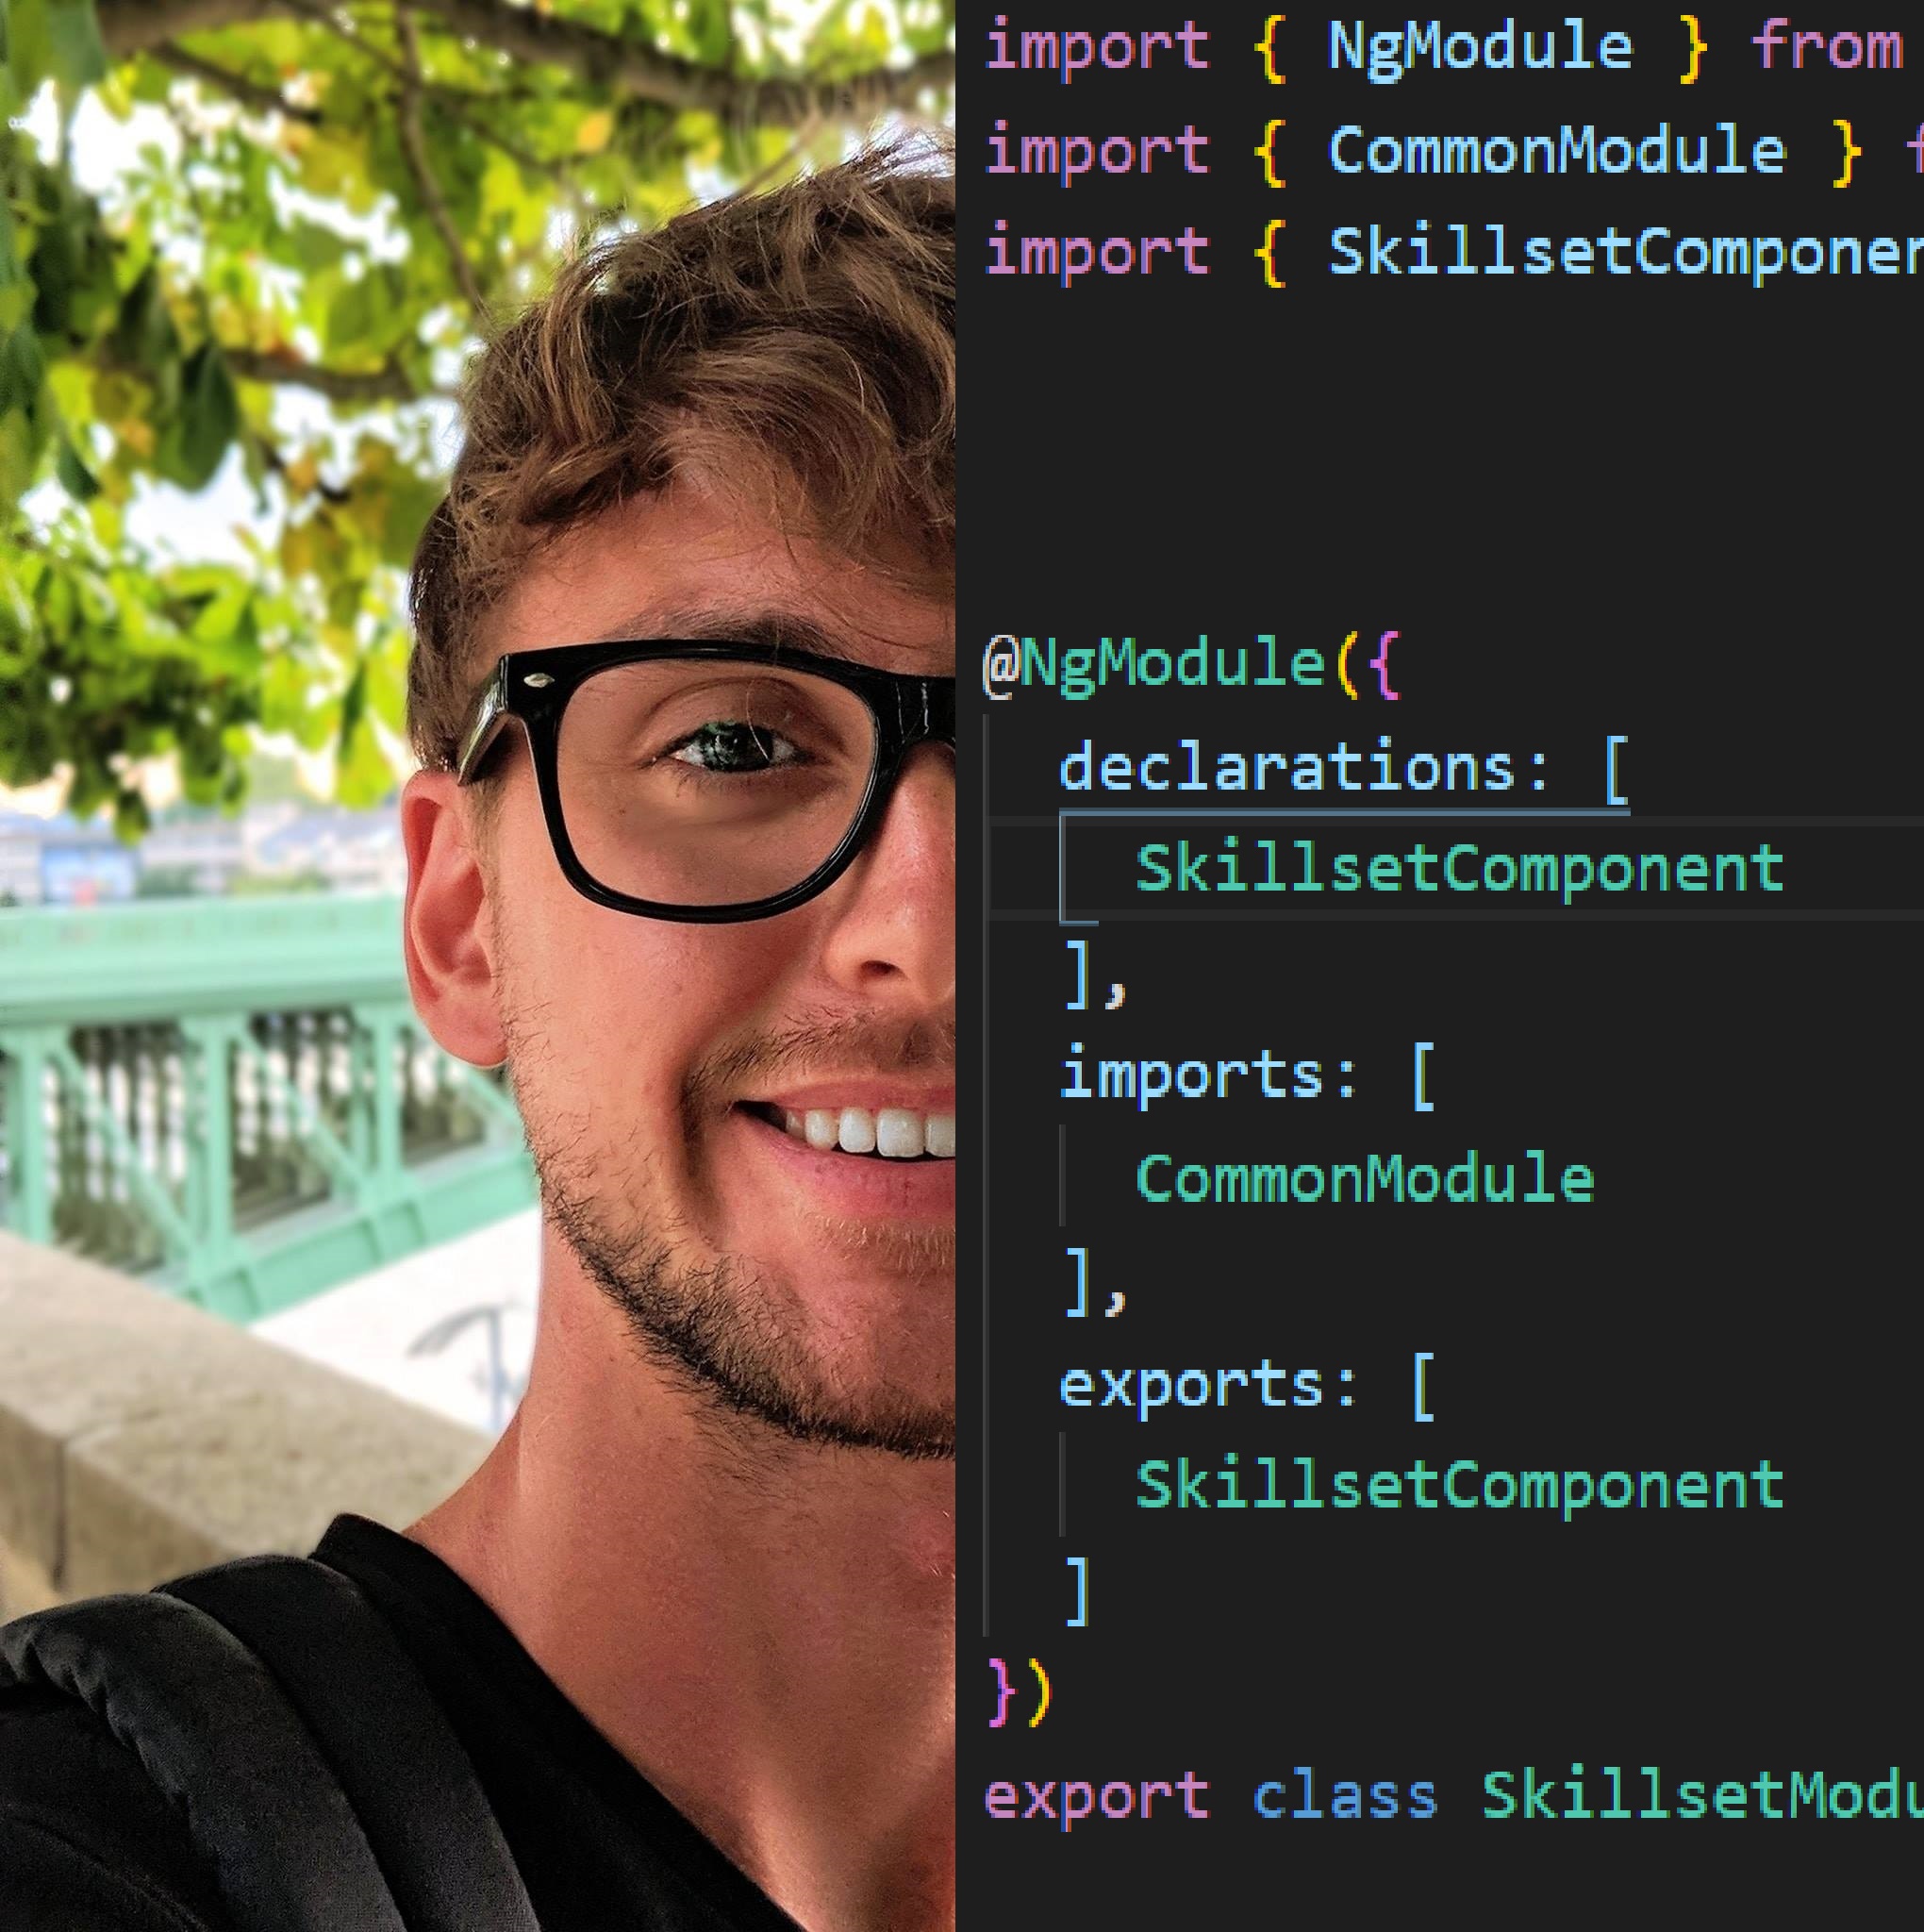 import { NgModule } from
import { CommonModule } f
import { SkillsetComponen
@NgModule({
declarations: [
SkillsetComponent
],
imports: [
CommonModule
],
exports: [
SkillsetComponent
]
})
export class SkillsetModu